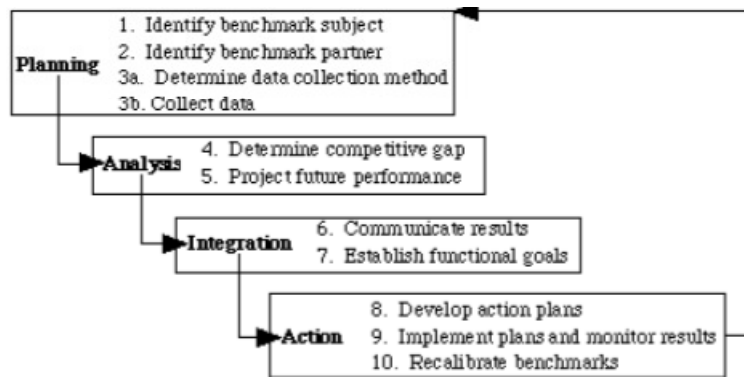 1. Identify benchmark subject
2. Identify benchmark partner
Planning
3a. Determine data collection method
3b. Collect data
4. Determine competitive gap
Analysis
5. Project future performance
6. Communicate results
Integration
7. Establish functional goals
8. Develop action plans
Action
9. Implement plans and monitor results
10. Recalibrate benchmarks